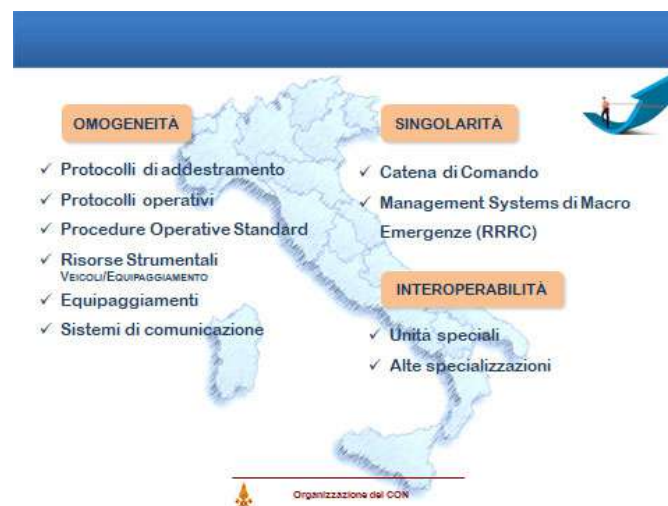 OMOGENEITÀ
✓ Protocolli di addestramento
✓ Protocolli operativi
✓ Procedure Operative Standard
✓ Risorse Strumentali
VEICOLI/EQUIPAGGIAMENTO
✓ Equipaggiamenti
✓ Sistemi di comunicazione
SINGOLARITÀ
✓ Catena di Comando
✓ Management Systems di Macro
Emergenze (RRRC)
INTEROPERABILITÀ
✓ Unità speciali
✓ Alte specializzazioni
Organizzazione del CON